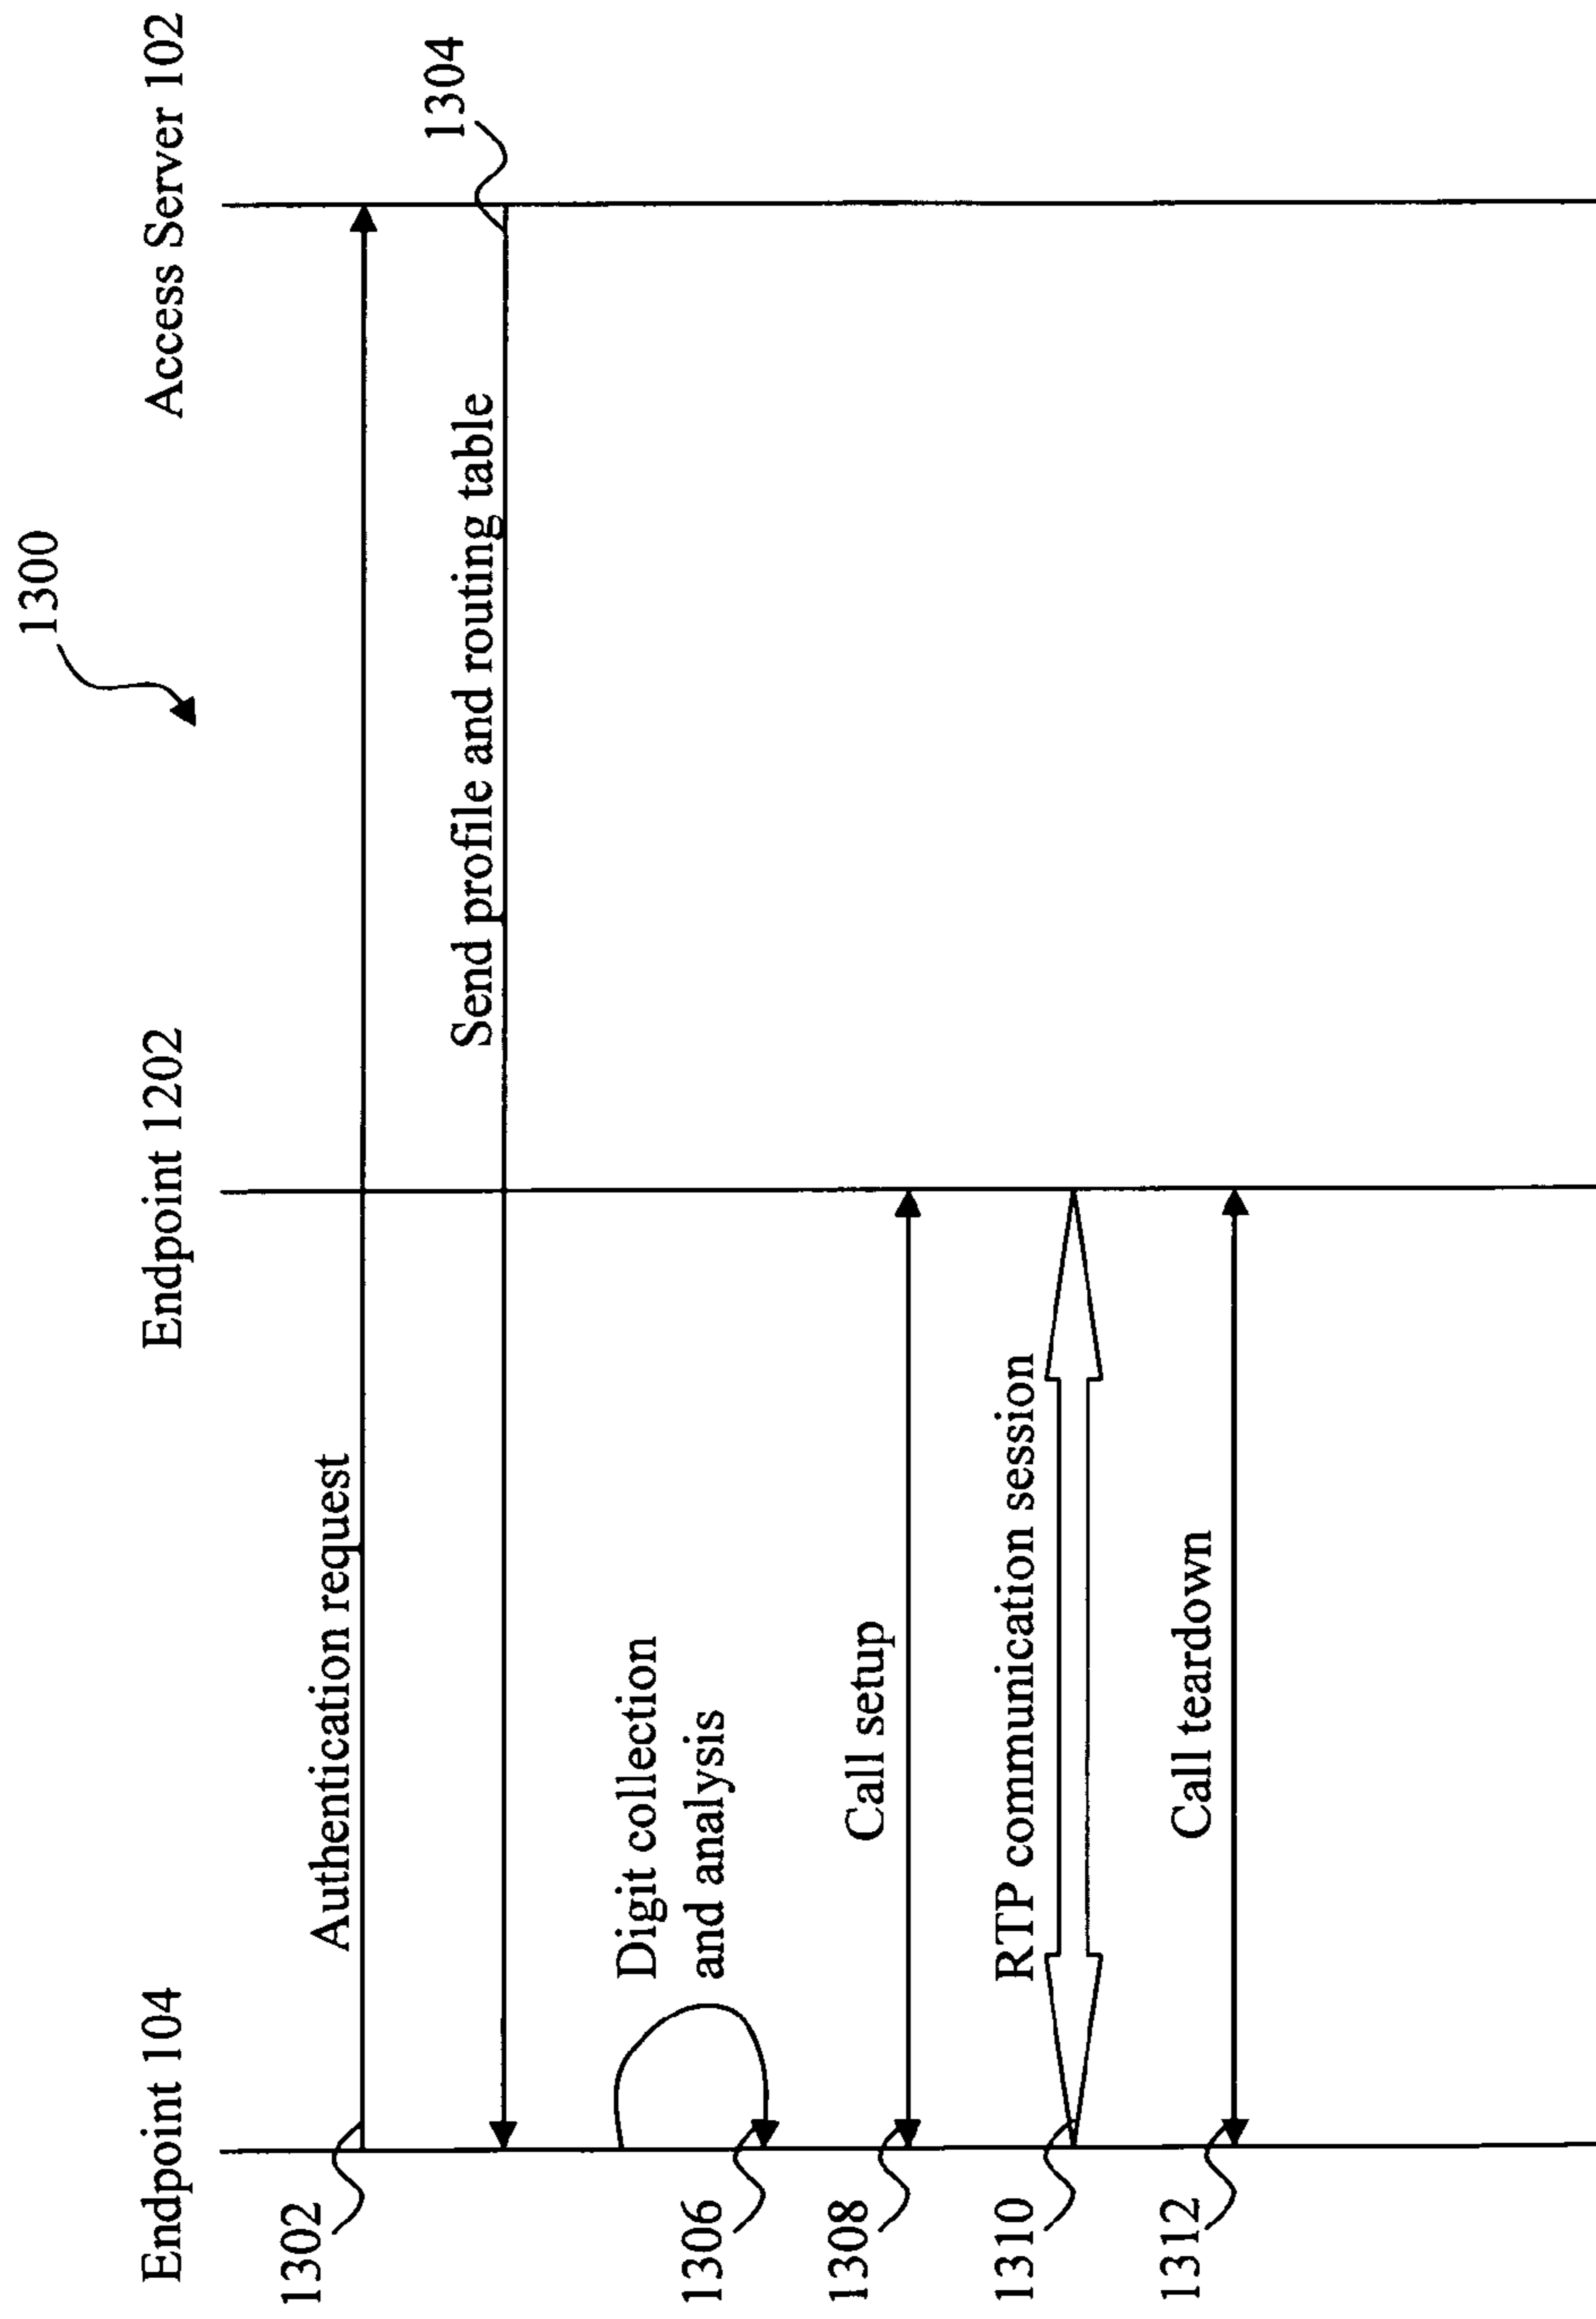 1300
Endpoint 104
Endpoint 1202
Access Server 102
1302
Authentication request
Send profile and routing table
1304
Digit collection
and analysis
1306
Call setup
1308
RTP communication session
1310
Call teardown
1312